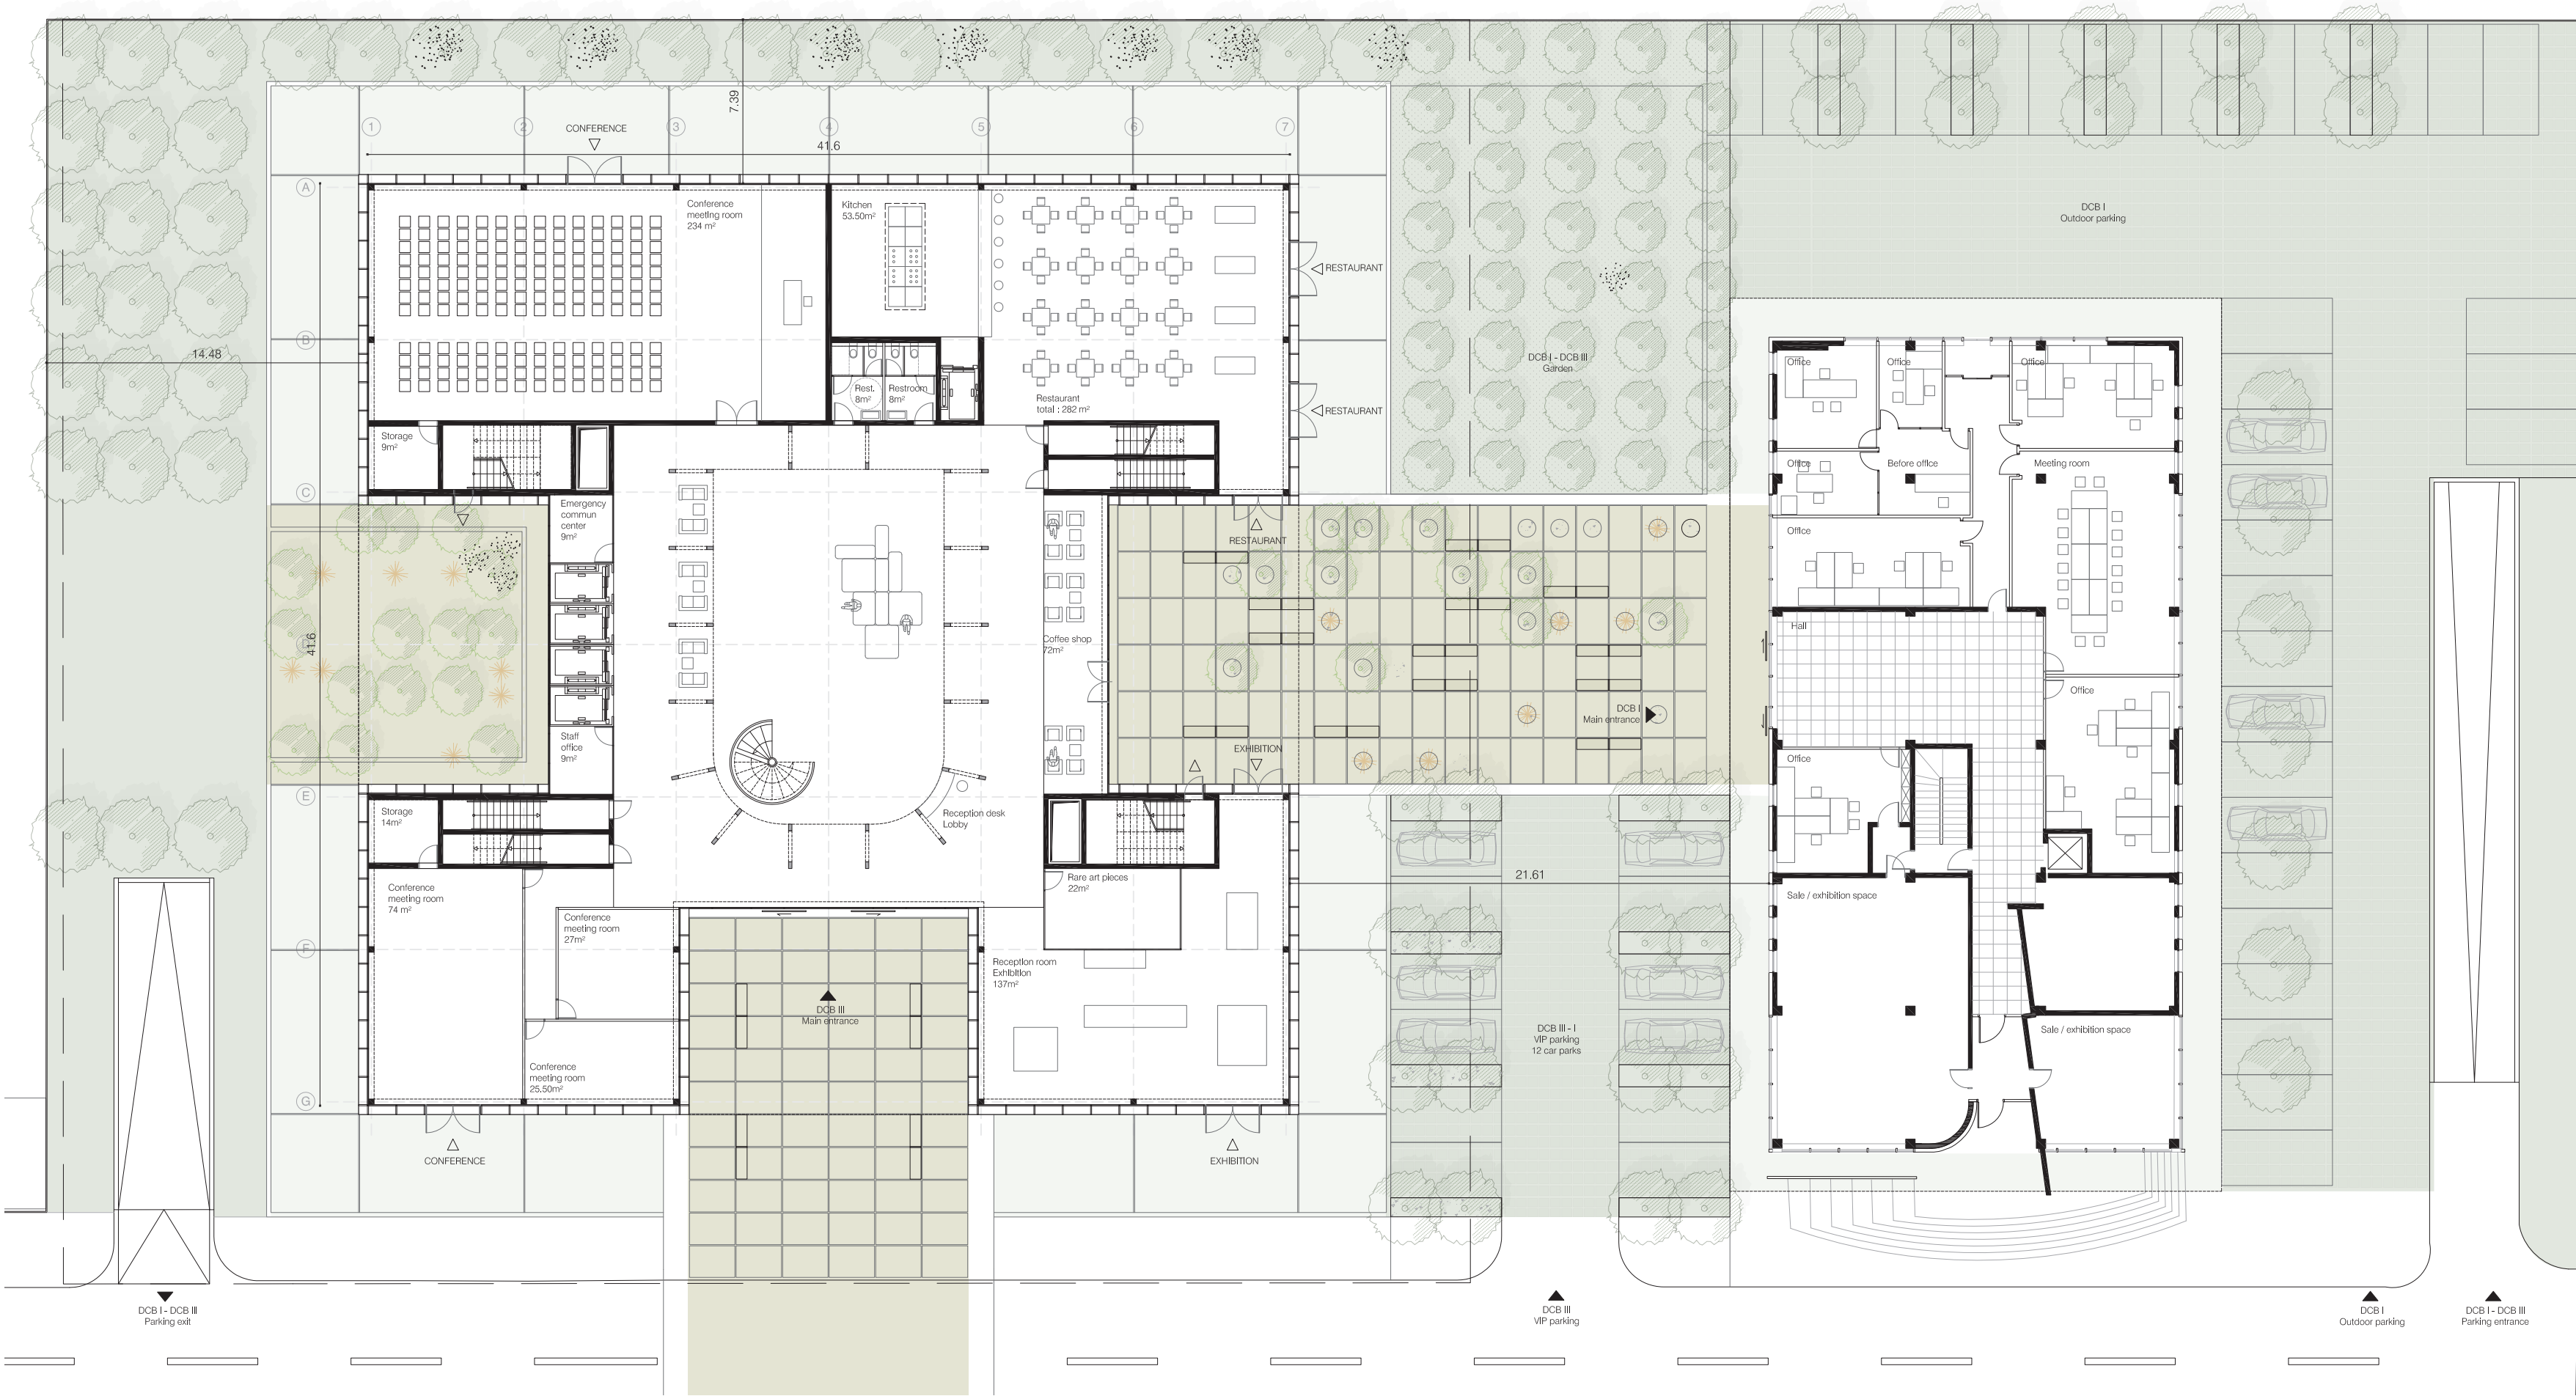 7.39
1
2
CONFERENCE
3
4
5
6
7
41.6
A
Conference
meeting room
234 m²
Kitchen
53.50m²
RESTAURANT
DCB I
Outdoor parking
B
14.48
Rest.
8m²
Restroom
8m²
Restaurant
total : 282 m²
RESTAURANT
DCB I - DCB III
Garden
Office
Office
Office
Storage
9m²
C
Emergency
commun
center
9m²
RESTAURANT
Office
Before office
Meeting room
Office
D
41.6
Coffee shop
72m²
Hall
Staff
office
9m²
EXHIBITION
DCB I
Main entrance
Office
Office
E
Storage
14m²
Reception desk
Lobby
Conference
meeting room
74 m²
Rare art pieces
22m²
21.61
Sale / exhibition space
Conference
meeting room
27m²
F
Reception room
Exhibition
137m²
DCB III
Main entrance
DCB III - I
VIP parking
12 car parks
Sale / exhibition space
Conference
meeting room
25.50m²
G
CONFERENCE
EXHIBITION
DCB I - DCB III
Parking exit
DCB III
VIP parking
DCB I
Outdoor parking
DCB I - DCB III
Parking entrance